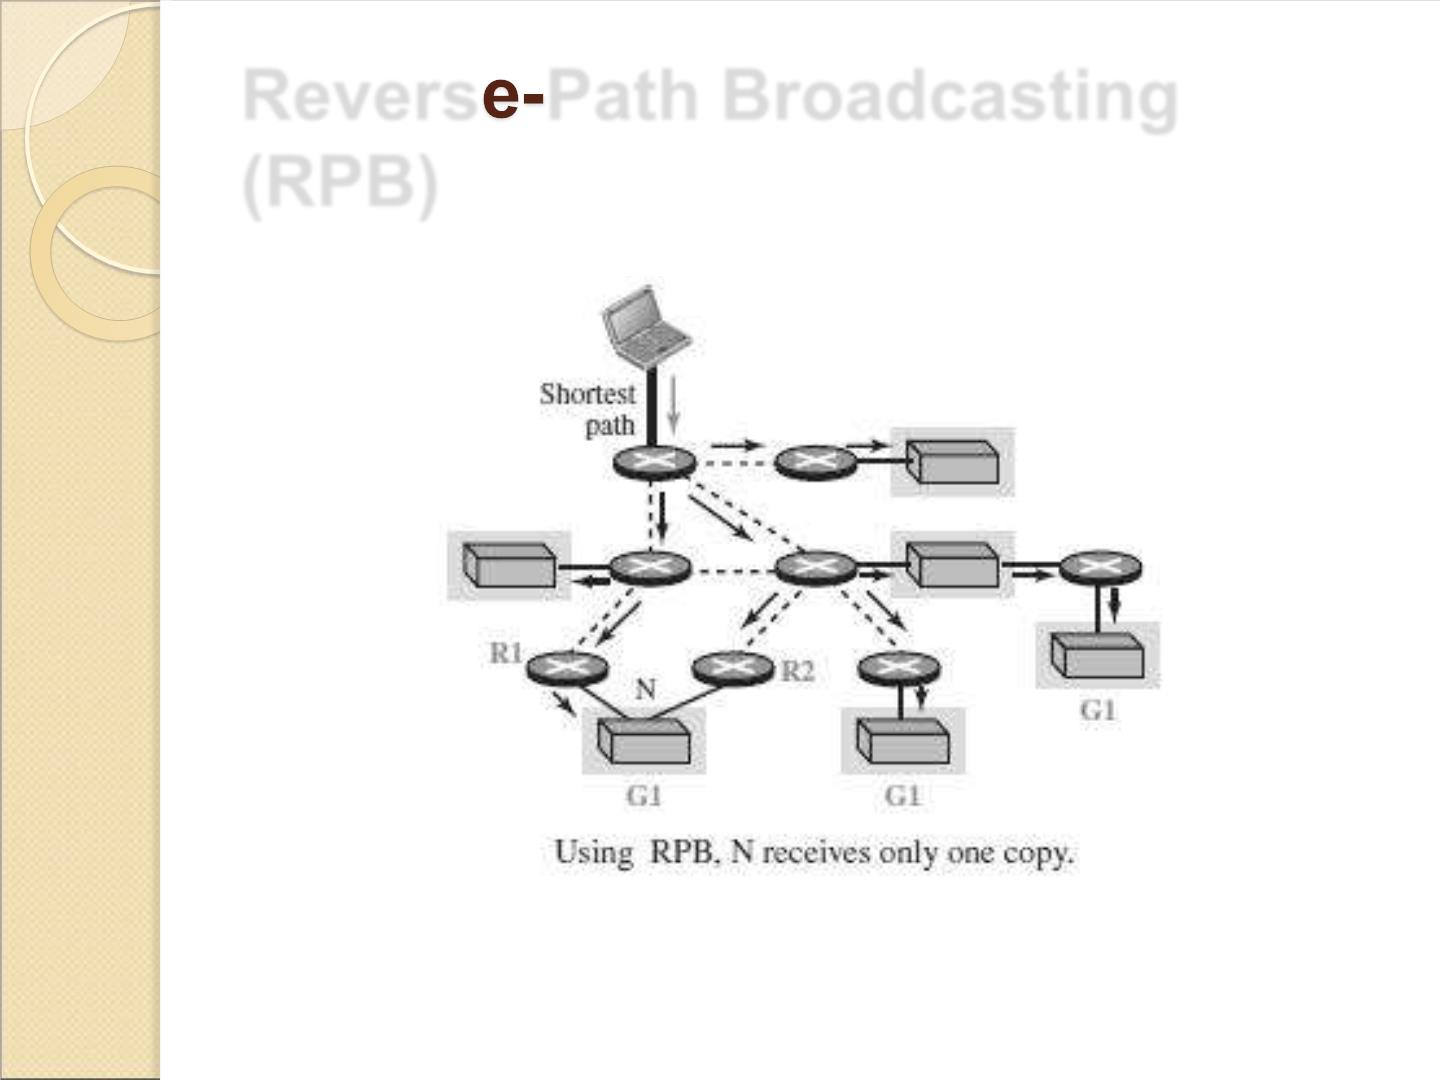 Reverse-Path Broadcasting
(RPB)
Shortest
path
R1
N
R2
G1
G1
G1
Using RPB, N receives only one copy.